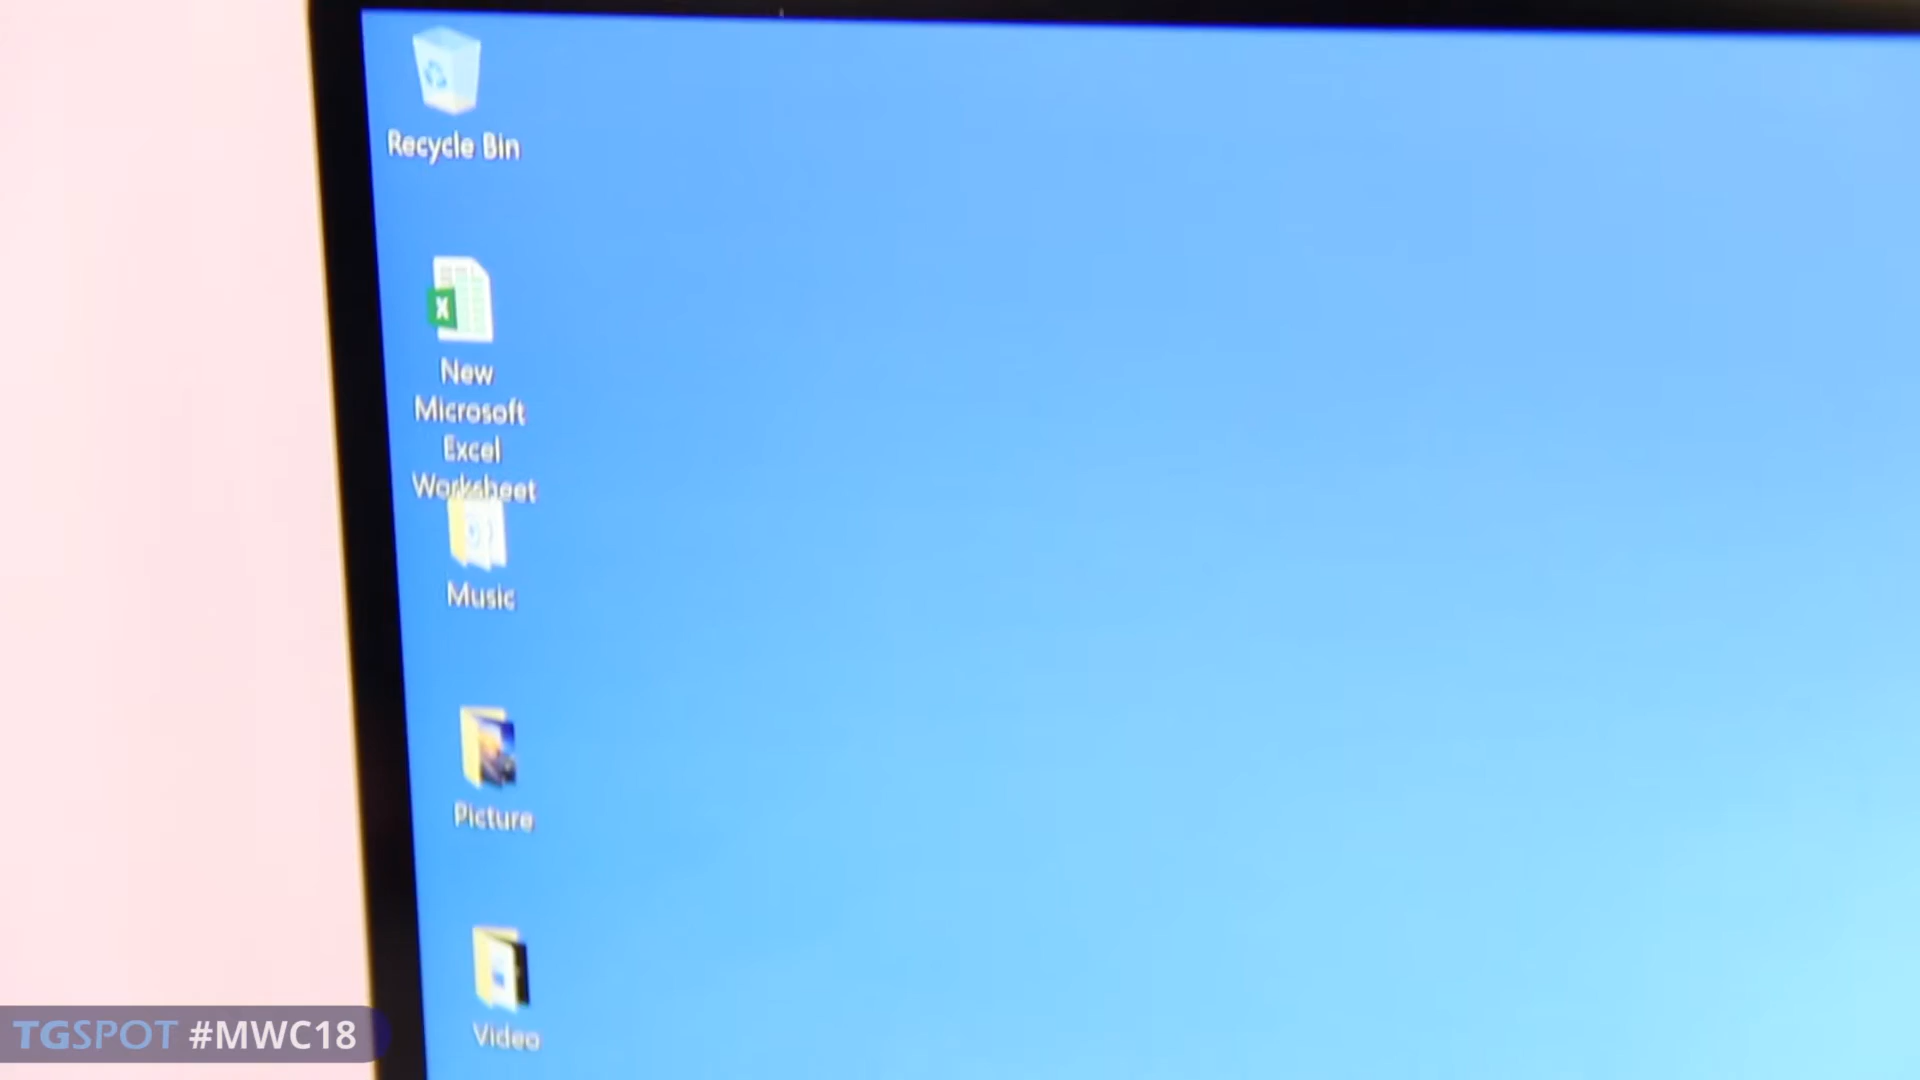 Recycle Bin
New
Microsoft
Excel
Worksheet
Music
Picture
Video
TGSPOT #MWC18